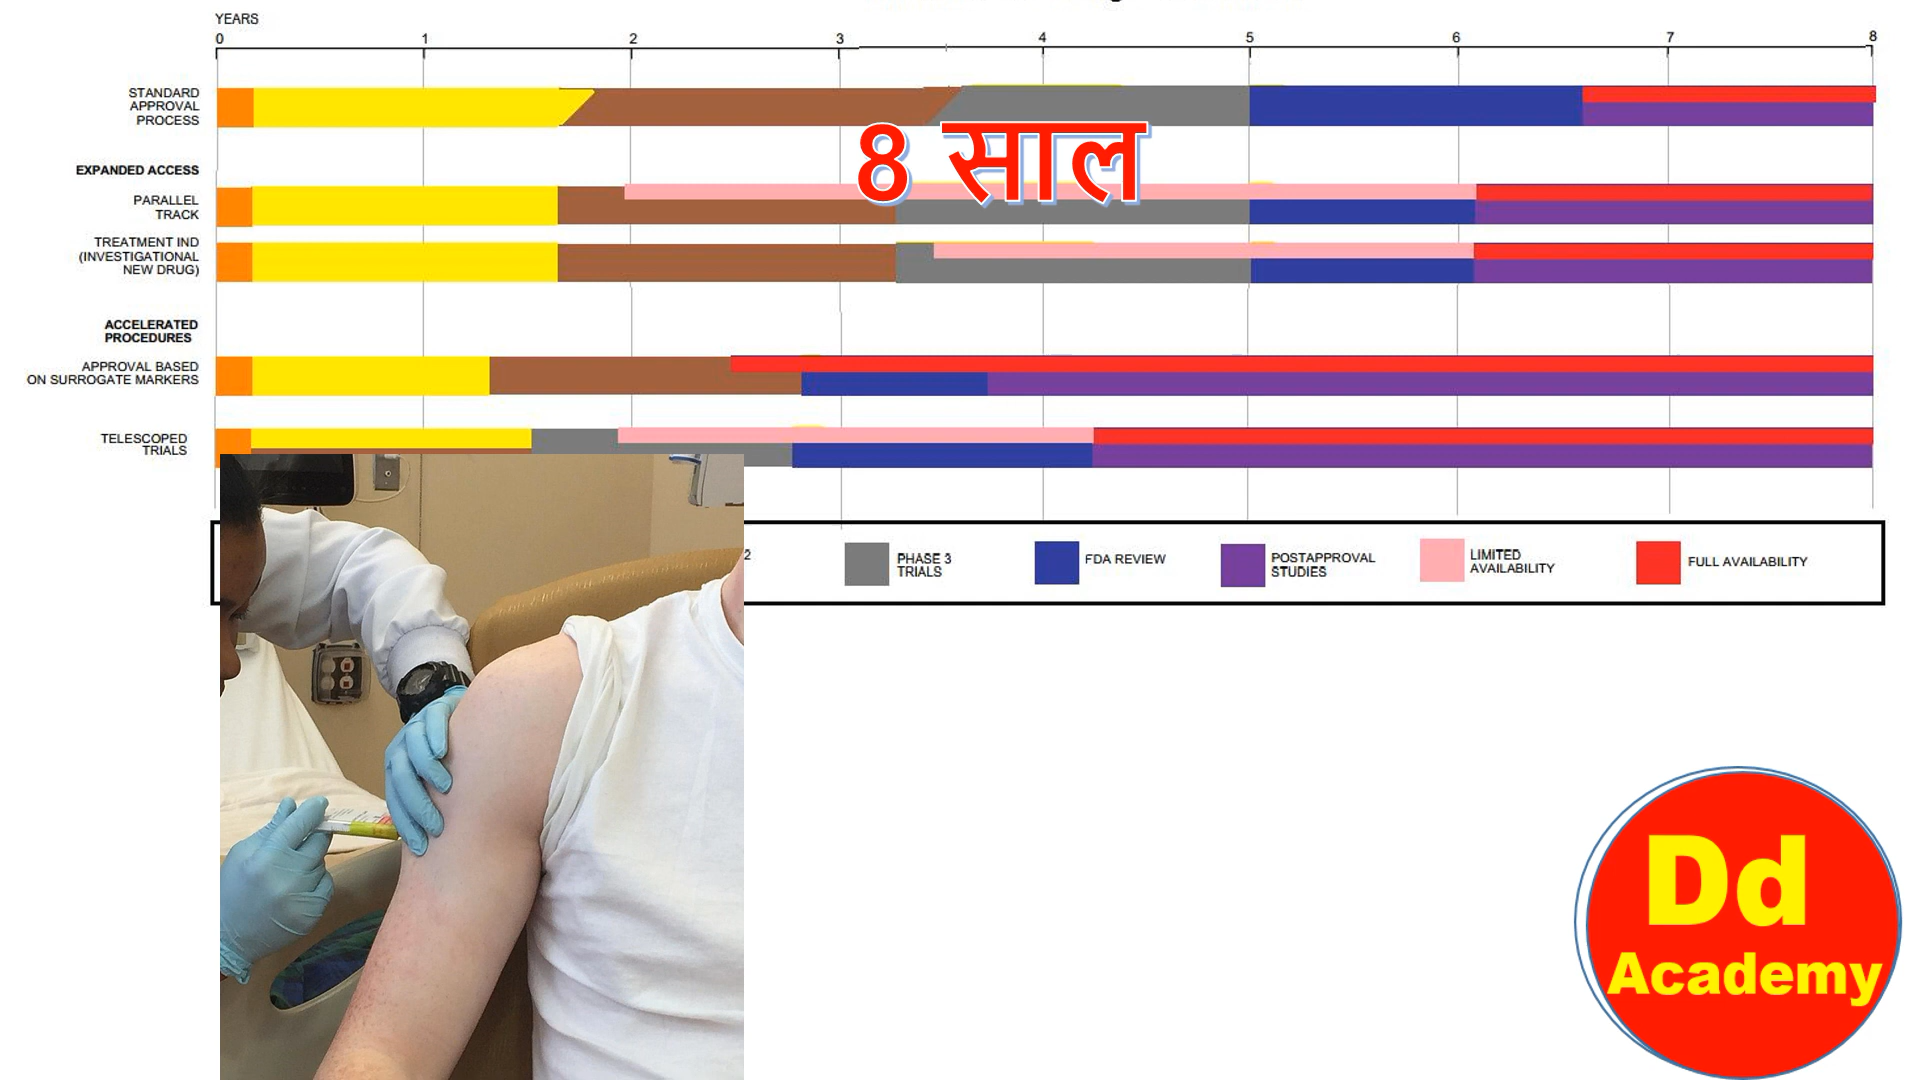 YEARS
0 1 2 3 4 5 6 7 8
STANDARD
APPROVAL
PROCESS
8 साल
EXPANDED ACCESS
PARALLEL
TRACK
TREATMENT IND
(INVESTIGATIONAL
NEW DRUG)
ACCELERATED
PROCEDURES
APPROVAL BASED
ON SURROGATE MARKERS
TELESCOPED
TRIALS
2
PHASE 3
TRIALS
FDA REVIEW
POSTAPPROVAL
STUDIES
LIMITED
AVAILABILITY
FULL AVAILABILITY
Dd
Academy